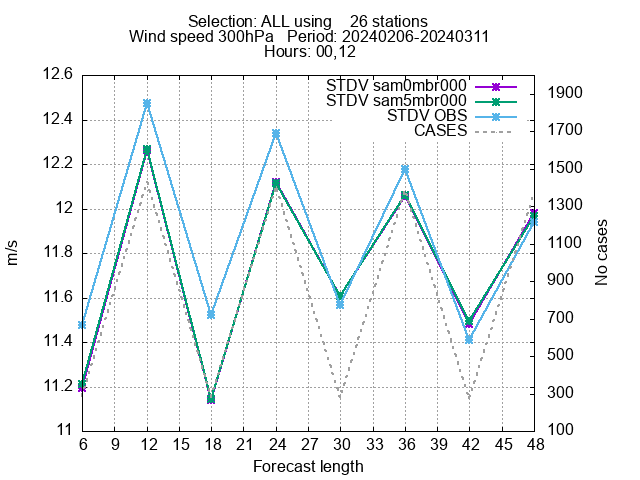 Selection: ALL using    26 stations
Wind speed 300hPa   Period: 20240206-20240311
Hours: 00,12
STDV sam0mbr000
STDV sam5mbr000
STDV OBS
CASES
12.6
12.4
12.2
12
11.8
11.6
11.4
11.2
11
m/s
1900
1700
1500
1300
1100
900
700
500
300
100
No cases
6 9 12 15 18 21 24 27 30 33 36 39 42 45 48
Forecast length